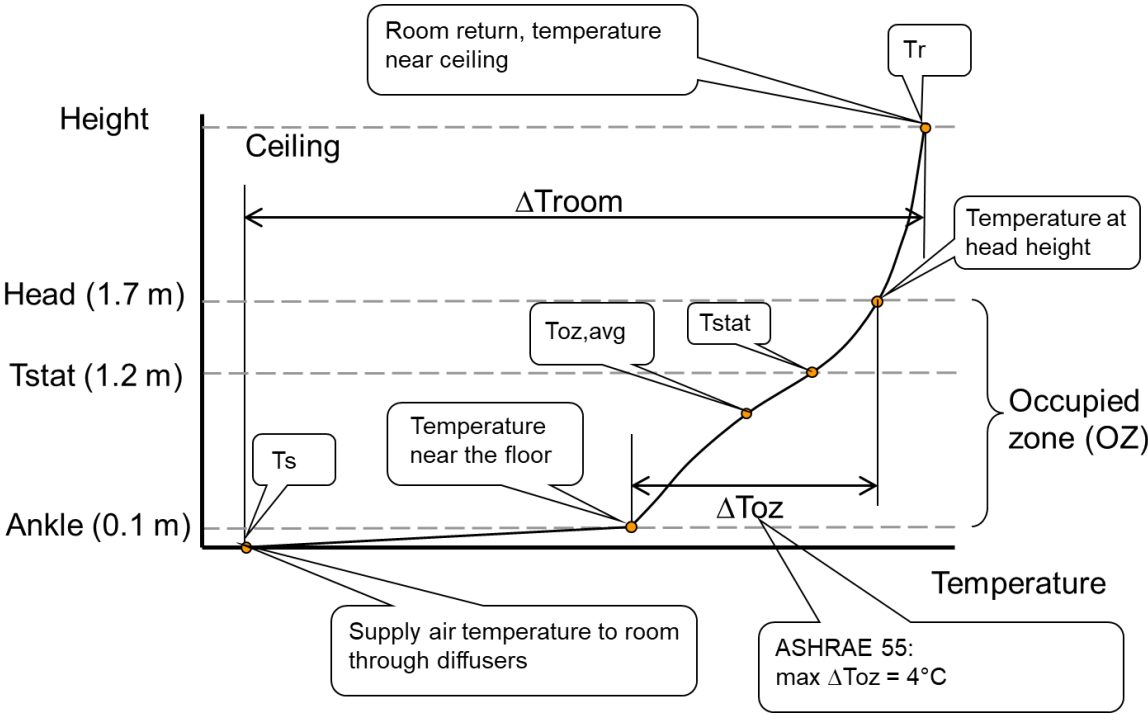 Room return, temperature
near ceiling
Tr
Height
Ceiling
ΔTroom
Temperature at
head height
Head (1.7 m)
Toz,avg
Tstat
Tstat (1.2 m)
Occupied
zone (OZ)
Temperature
near the floor
Ts
ΔToz
Ankle (0.1 m)
Temperature
Supply air temperature to room
through diffusers
ASHRAE 55:
max ΔToz = 4°C